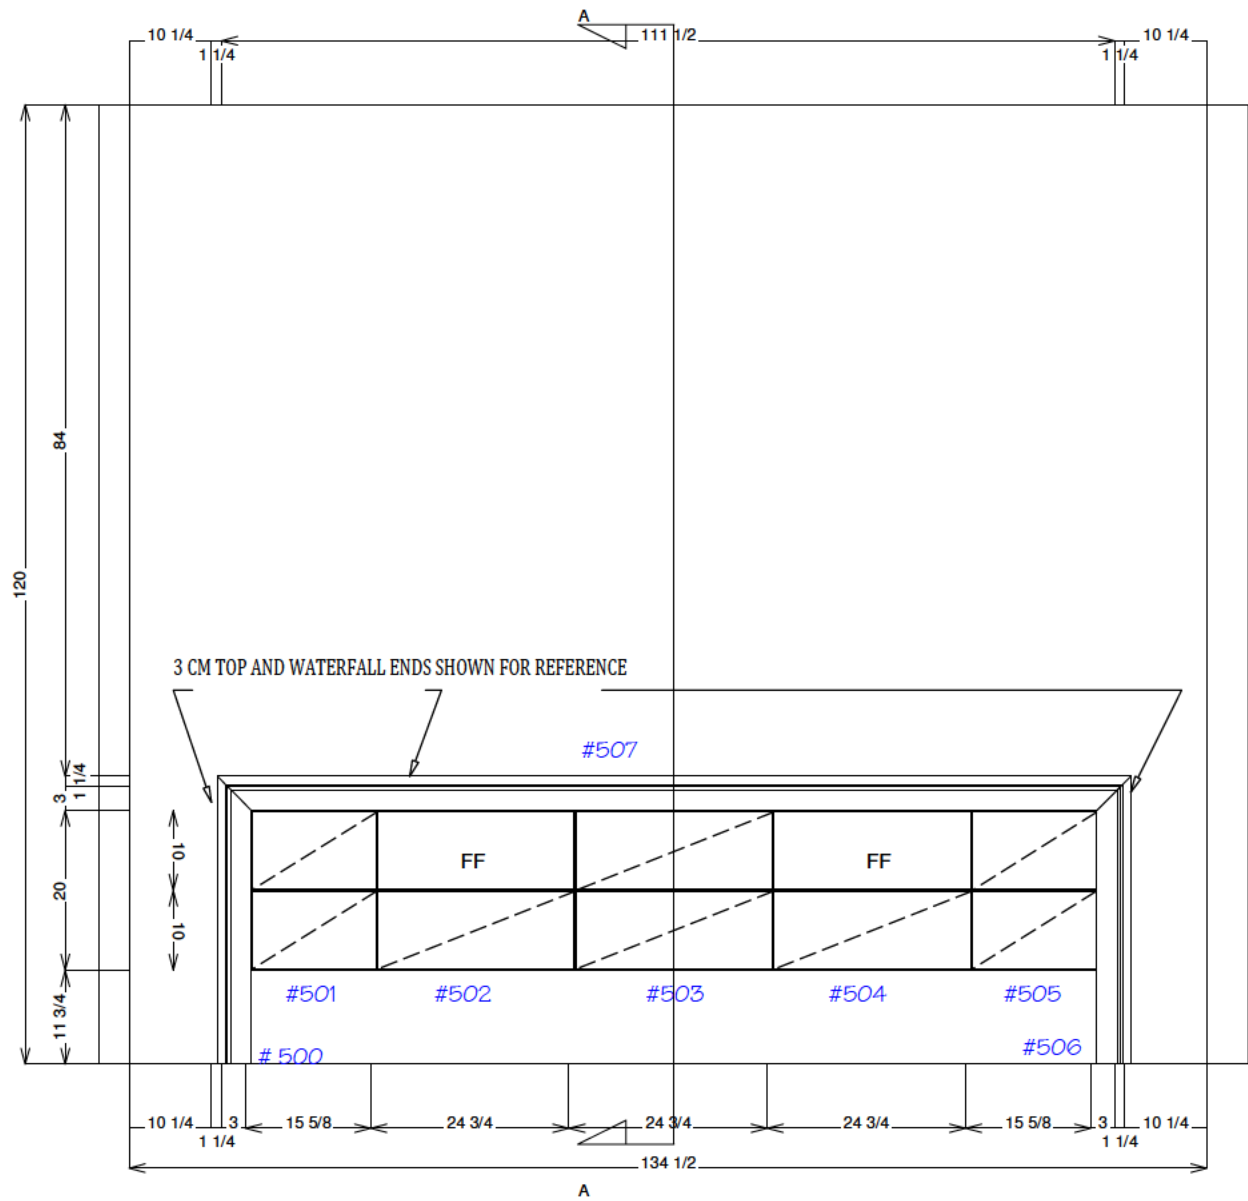 A
10 1/4 111 1/2 10 1/4
1 1/4 1 1/4
84
120
3 CM TOP AND WATERFALL ENDS SHOWN FOR REFERENCE
#507
1 1/4
3
10
FF FF
20
10
#501 #502 #503 #504 #505
11 3/4
# 500 #506
10 1/4 3 15 5/8 24 3/4 24 3/4 24 3/4 15 5/8 3 10 1/4
1 1/4 1 1/4
134 1/2
A